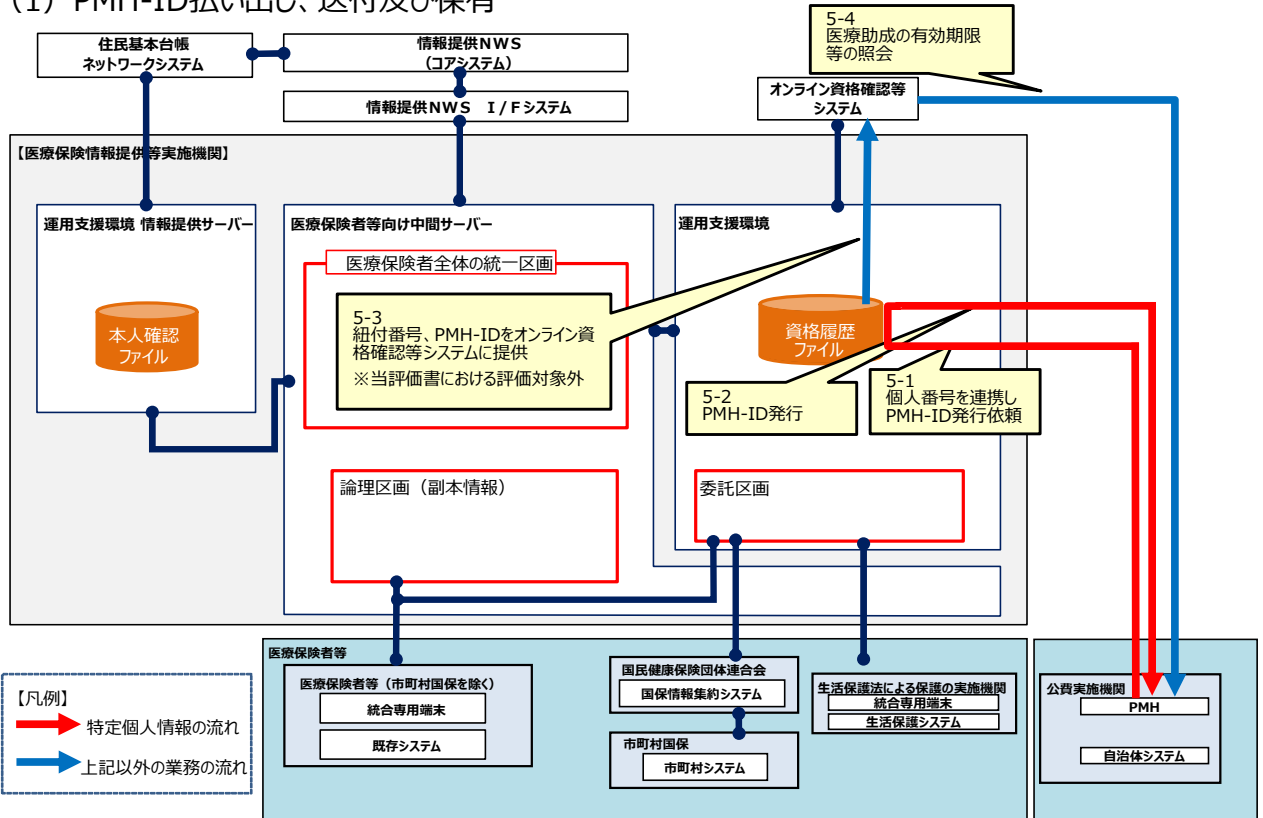 （1）PMH-ID払い出し、送付及び保有
5-4
医療助成の有効期限
等の照会
住民基本台帳
ネットワークシステム
情報提供NWS
（コアシステム）
情報提供NWS　I/Fシステム
オンライン資格確認等
システム
【医療保険情報提供等実施機関】
運用支援環境 情報提供サーバー
医療保険者等向け中間サーバー
運用支援環境
医療保険者全体の統一区画
5-3
紐付番号、PMH-IDをオンライン資
格確認等システムに提供
※当評価書における評価対象外
本人確認
ファイル
資格履歴
ファイル
5-2
PMH-ID発行
5-1
個人番号を連携し
PMH-ID発行依頼
論理区画（副本情報）
委託区画
医療保険者等
医療保険者等（市町村国保を除く）
統合専用端末
既存システム
国民健康保険団体連合会
国保情報集約システム
市町村国保
市町村システム
生活保護法による保護の実施機関
統合専用端末
生活保護システム
公費実施機関
PMH
自治体システム
【凡例】
特定個人情報の流れ
上記以外の業務の流れ